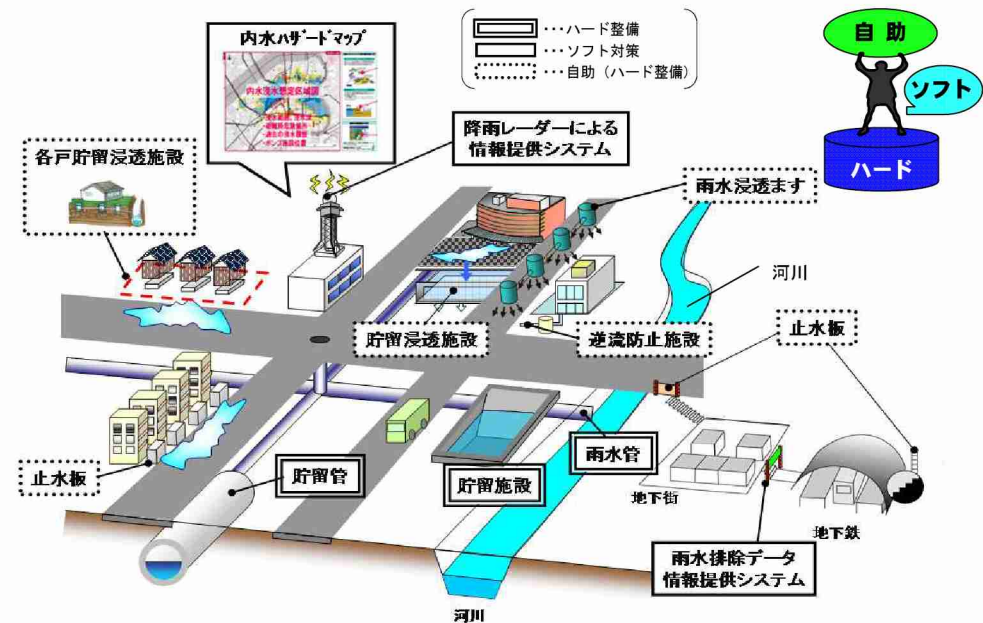 内水ハザードマップ
内水浸水想定区域図
・・・ハード整備
・・・ソフト対策
・・・自助（ハード整備）
自助
ソフト
ハード
降雨レーダーによる
情報提供システム
各戸貯留浸透施設
雨水浸透ます
河川
貯留浸透施設
逆流防止施設
止水板
止水板
貯留管
貯留施設
雨水管
地下街
地下鉄
雨水排除データ
情報提供システム
河川